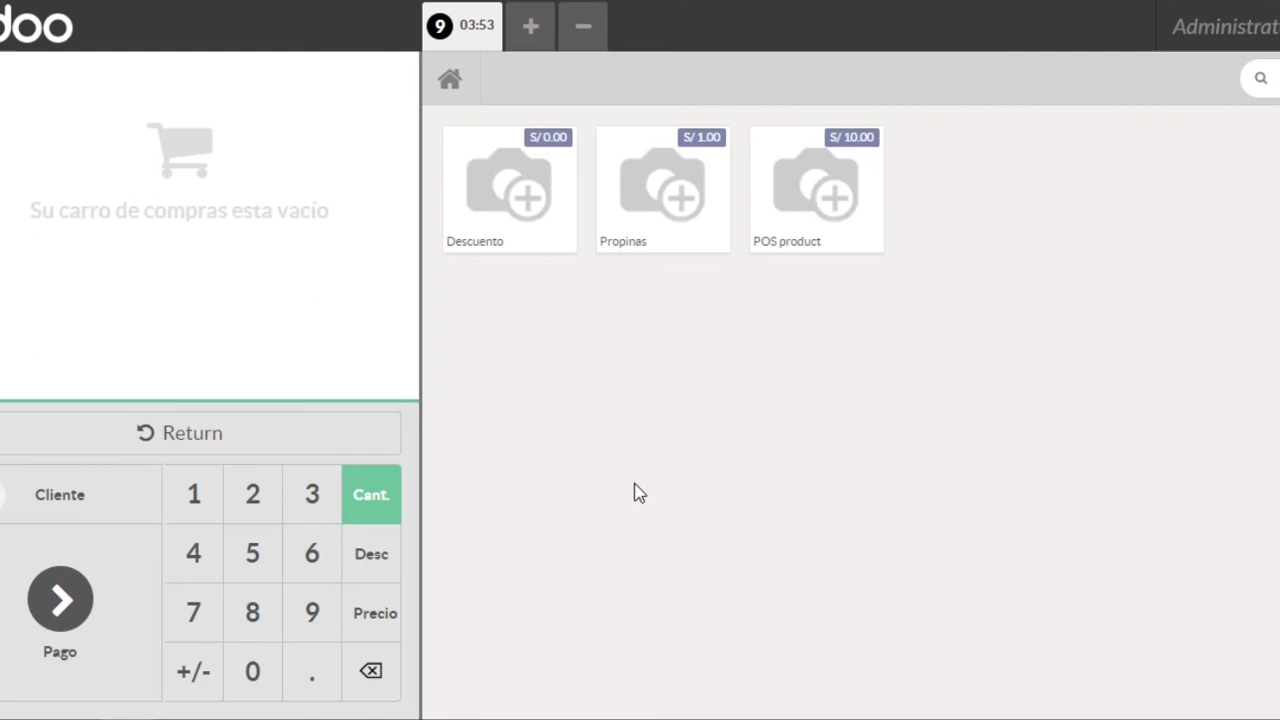 doo
9 03:53 + −
Administrat
Su carro de compras esta vacío
S/ 0.00
Descuento
S/ 1.00
Propinas
S/ 10.00
POS product
Return
Cliente
Pago
1 2 3 Cant.
4 5 6 Desc
7 8 9 Precio
+/- 0 .